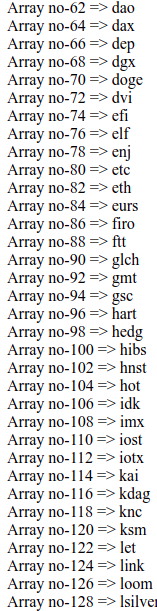 Array no-62 => dao
Array no-64 => dax
Array no-66 => dep
Array no-68 => dgx
Array no-70 => doge
Array no-72 => dvi
Array no-74 => efi
Array no-76 => elf
Array no-78 => enj
Array no-80 => etc
Array no-82 => eth
Array no-84 => eurs
Array no-86 => firo
Array no-88 => ftt
Array no-90 => glch
Array no-92 => gmt
Array no-94 => gsc
Array no-96 => hart
Array no-98 => hedg
Array no-100 => hibs
Array no-102 => hnst
Array no-104 => hot
Array no-106 => idk
Array no-108 => imx
Array no-110 => iost
Array no-112 => iotx
Array no-114 => kai
Array no-116 => kdag
Array no-118 => knc
Array no-120 => ksm
Array no-122 => let
Array no-124 => link
Array no-126 => loom
Array no-128 => lsilver